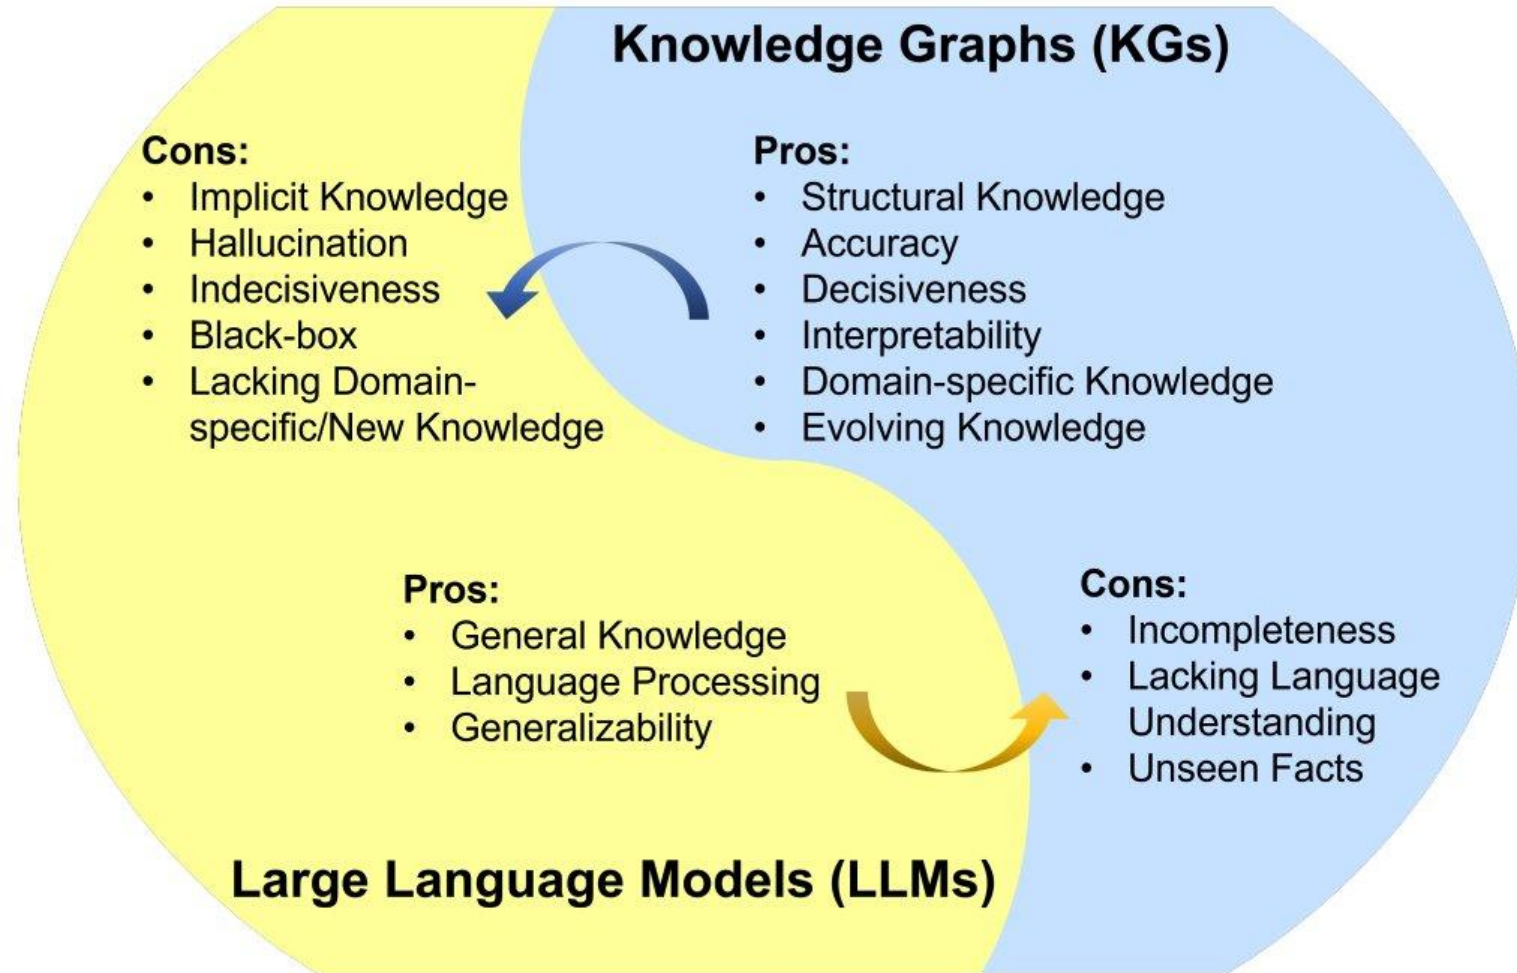 Knowledge Graphs (KGs)
Cons:
• Implicit Knowledge
• Hallucination
• Indecisiveness
• Black-box
• Lacking Domain-
specific/New Knowledge
Pros:
• Structural Knowledge
• Accuracy
• Decisiveness
• Interpretability
• Domain-specific Knowledge
• Evolving Knowledge
Pros:
• General Knowledge
• Language Processing
• Generalizability
Cons:
• Incompleteness
• Lacking Language
Understanding
• Unseen Facts
Large Language Models (LLMs)